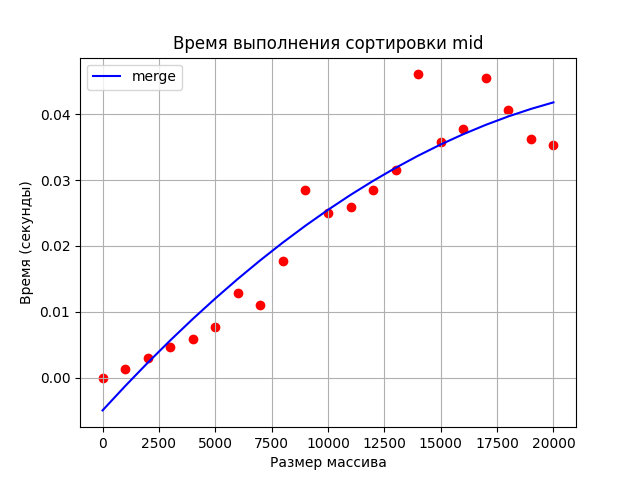 Время выполнения сортировки mid
merge
0.04
0.03
0.02
0.01
0.00
Время (секунды)
0 2500 5000 7500 10000 12500 15000 17500 20000
Размер массива